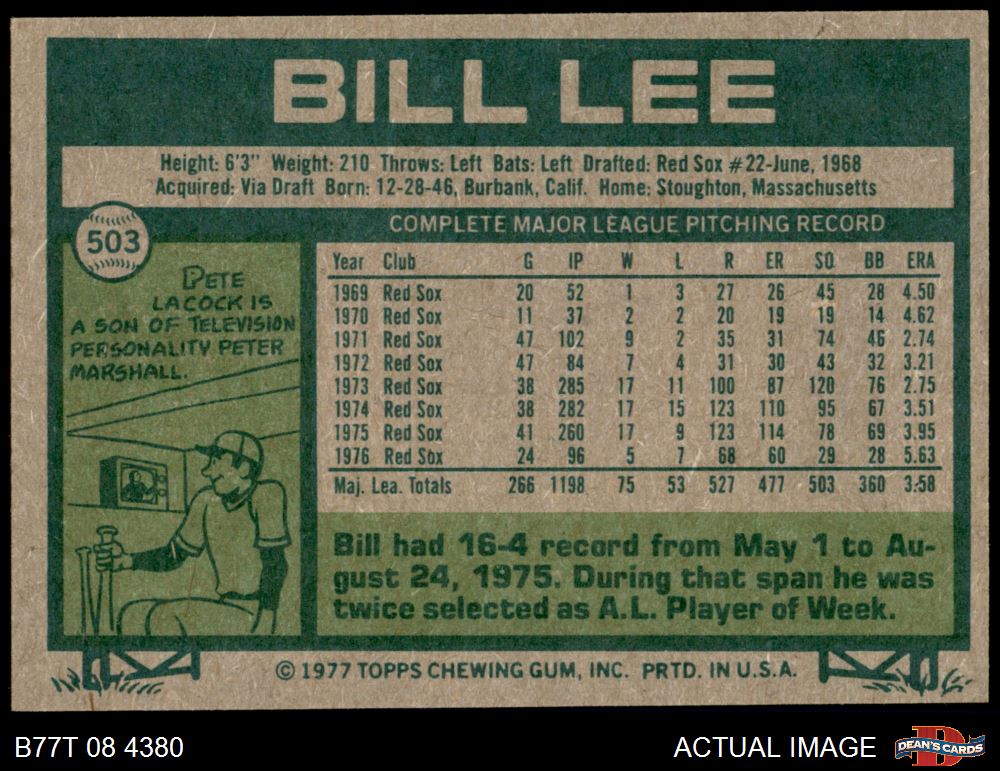 BILL LEE
Height: 6'3" Weight: 210 Throws: Left Bats: Left Drafted: Red Sox #22-June, 1968
Acquired: Via Draft Born: 12-28-46, Burbank, Calif. Home: Stoughton, Massachusetts
503
COMPLETE MAJOR LEAGUE PITCHING RECORD
PETE
LACOCK IS
A SON OF TELEVISION
PERSONALITY PETER
MARSHALL.
Year Club G IP W L R ER SO BB ERA
1969 Red Sox 20 52 1 3 27 26 45 28 4.50
1970 Red Sox 11 37 2 2 20 19 19 14 4.62
1971 Red Sox 47 102 9 2 35 31 74 46 2.74
1972 Red Sox 47 84 7 4 31 30 43 32 3.21
1973 Red Sox 38 285 17 11 100 87 120 76 2.75
1974 Red Sox 38 282 17 15 123 110 95 67 3.51
1975 Red Sox 41 260 17 9 123 114 78 69 3.95
1976 Red Sox 24 96 5 7 68 60 29 28 5.63
Maj. Lea. Totals 266 1198 75 53 527 477 503 360 3.58
Bill had 16-4 record from May 1 to Au-
gust 24, 1975. During that span he was
twice selected as A.L. Player of Week.
© 1977 TOPPS CHEWING GUM, INC. PRTD. IN U.S.A.
B77T 08 4380
ACTUAL IMAGE
DEAN'S CARDS